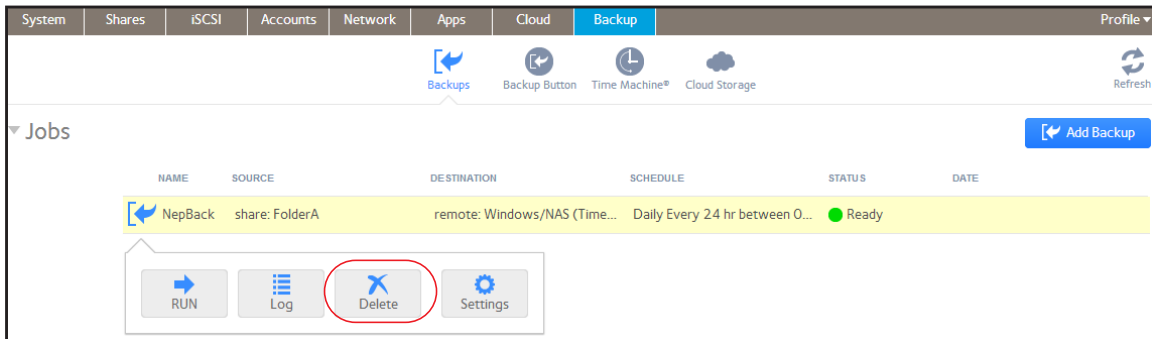 System Shares iSCSI Accounts Network Apps Cloud Backup Profile
Backups Backup Button Time Machine® Cloud Storage Refresh
Jobs Add Backup
NAME SOURCE DESTINATION SCHEDULE STATUS DATE
NepBack share: FolderA remote: Windows/NAS (Time... Daily Every 24 hr between 0... Ready
RUN Log Delete Settings